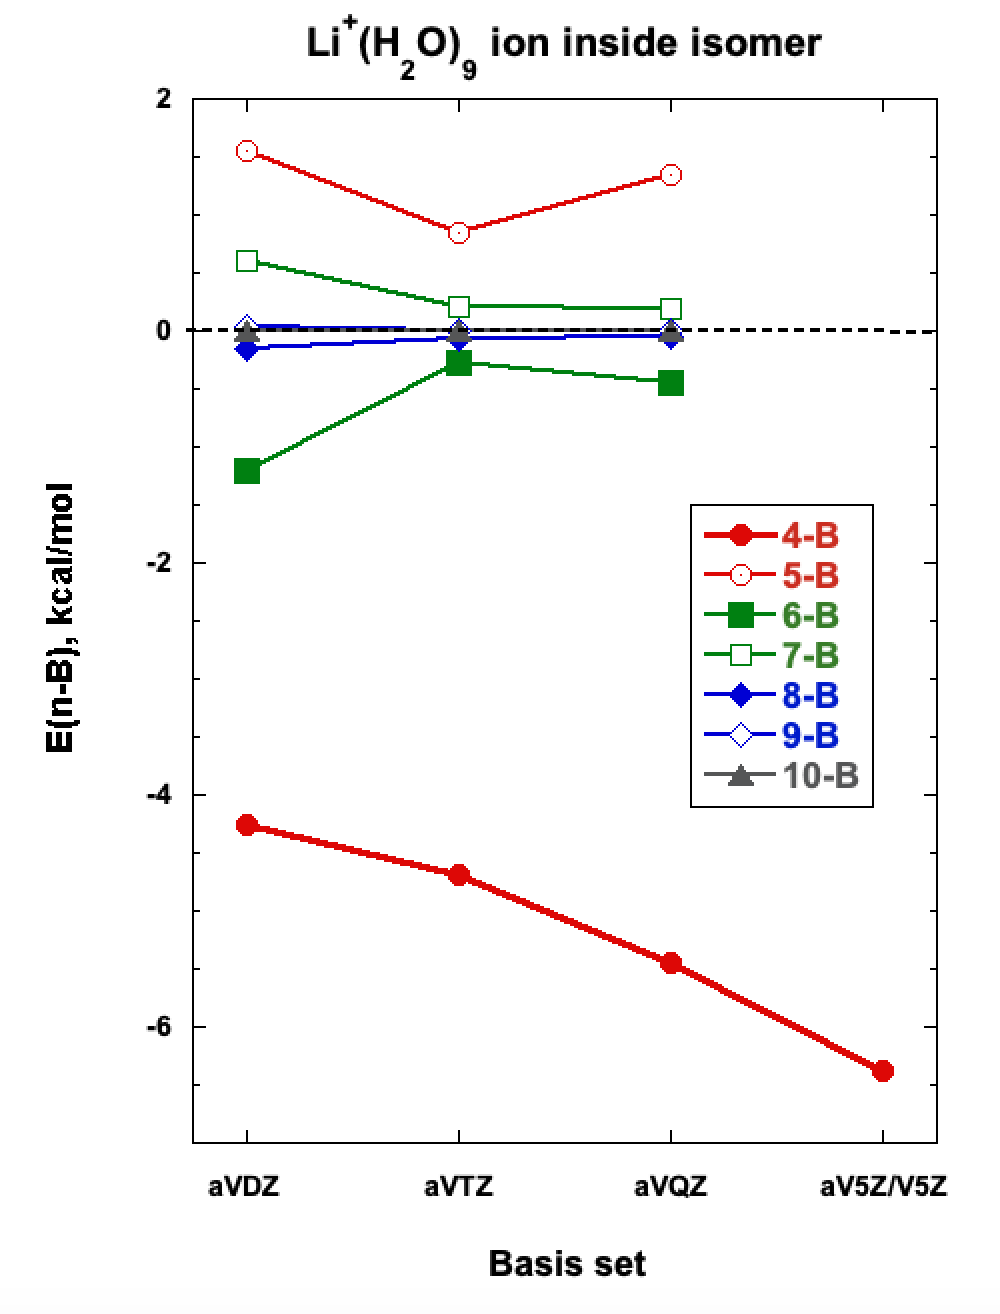 Li⁺(H₂O)₉ ion inside isomer
2
0
-2
-4
-6
E(n-B), kcal/mol
4-B
5-B
6-B
7-B
8-B
9-B
10-B
aVDZ aVTZ aVQZ aV5Z/V5Z
Basis set